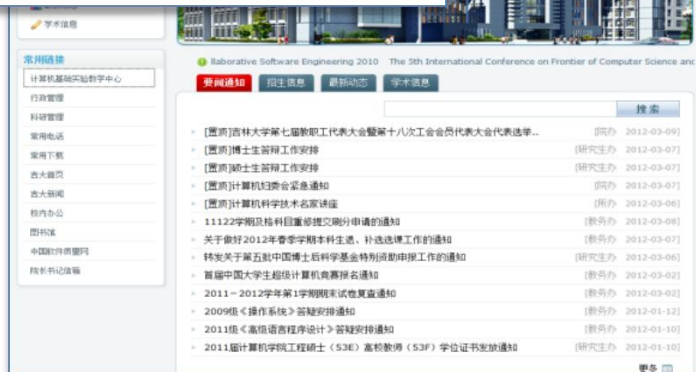 学术信息
常用链接
计算机基础实验教学中心
行政管理
科研管理
常用电话
常用下载
吉大首页
吉大新闻
校内办公
图书馆
中国软件质量网
院长书记信箱
llaborative Software Engineering 2010 The 5th International Conference on Frontier of Computer Science and
要闻通知 招生信息 最新动态 学术信息
搜索
[置顶]吉林大学第七届教职工代表大会暨第十八次工会会员代表大会代表选举.. [院办 2012-03-09]
[置顶]博士生答辩工作安排 [研究生办 2012-03-07]
[置顶]硕士生答辩工作安排 [研究生办 2012-03-07]
[置顶]计算机妇委会紧急通知 [院办 2012-03-07]
[置顶]计算机科学技术名家讲座 [所办 2012-03-06]
11122学期及格科目重修提交刷分申请的通知 [教务办 2012-03-08]
关于做好2012年春季学期本科生退、补选选课工作的通知 [教务办 2012-03-07]
转发关于第五批中国博士后科学基金特别资助申报工作的通知 [研究生办 2012-03-06]
首届中国大学生超级计算机竞赛报名通知 [教务办 2012-03-02]
2011－2012学年第1学期期末试卷复查通知 [教务办 2012-03-02]
2009级《操作系统》答疑安排通知 [教务办 2012-01-12]
2011级《高级语言程序设计》答疑安排通知 [教务办 2012-01-10]
2011届计算机学院工程硕士（53E）高校教师（53F）学位证书发放通知 [研究生办 2012-01-10]
更多